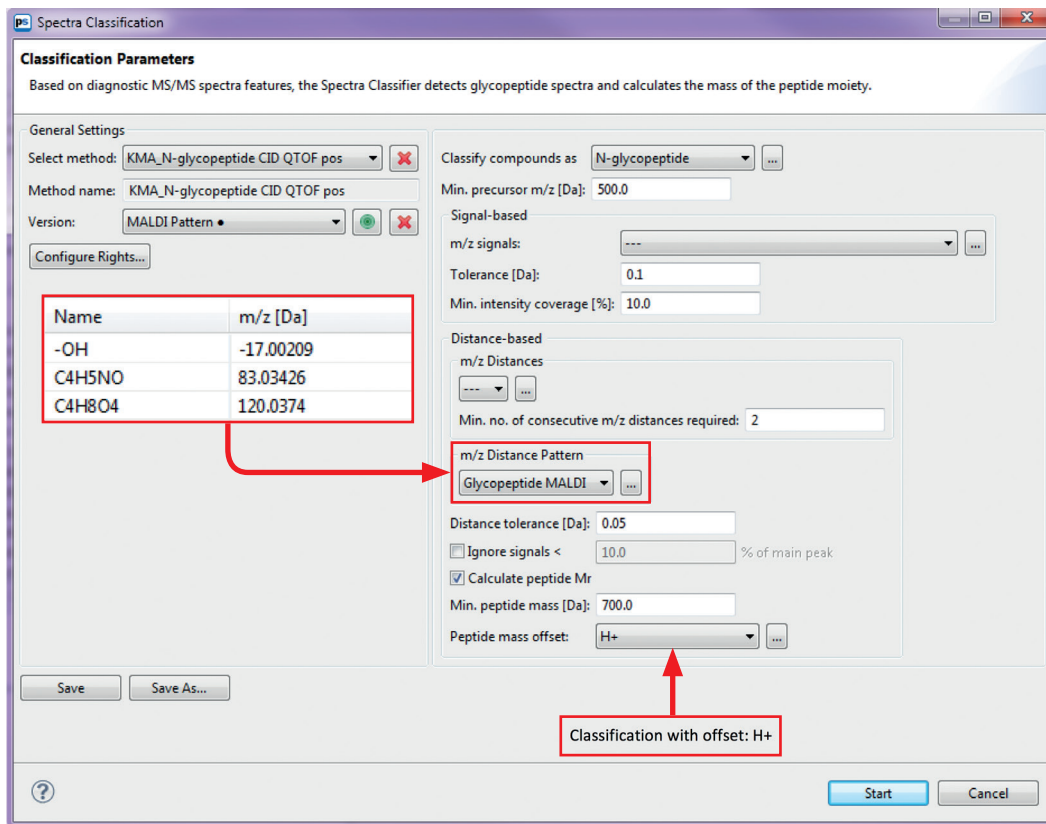 PS Spectra Classification
Classification Parameters
Based on diagnostic MS/MS spectra features, the Spectra Classifier detects glycopeptide spectra and calculates the mass of the peptide moiety.
General Settings
Select method: KMA_N-glycopeptide CID QTOF pos
Method name: KMA_N-glycopeptide CID QTOF pos
Version: MALDI Pattern ●
Configure Rights...
Name m/z [Da]
-OH -17.00209
C4H5NO 83.03426
C4H8O4 120.0374
Save Save As...
Classify compounds as N-glycopeptide ...
Min. precursor m/z [Da]: 500.0
Signal-based
m/z signals: --- ...
Tolerance [Da]: 0.1
Min. intensity coverage [%]: 10.0
Distance-based
m/z Distances
--- ...
Min. no. of consecutive m/z distances required: 2
m/z Distance Pattern
Glycopeptide MALDI ...
Distance tolerance [Da]: 0.05
Ignore signals < 10.0 % of main peak
Calculate peptide Mr
Min. peptide mass [Da]: 700.0
Peptide mass offset: H+ ...
Classification with offset: H+
? Start Cancel